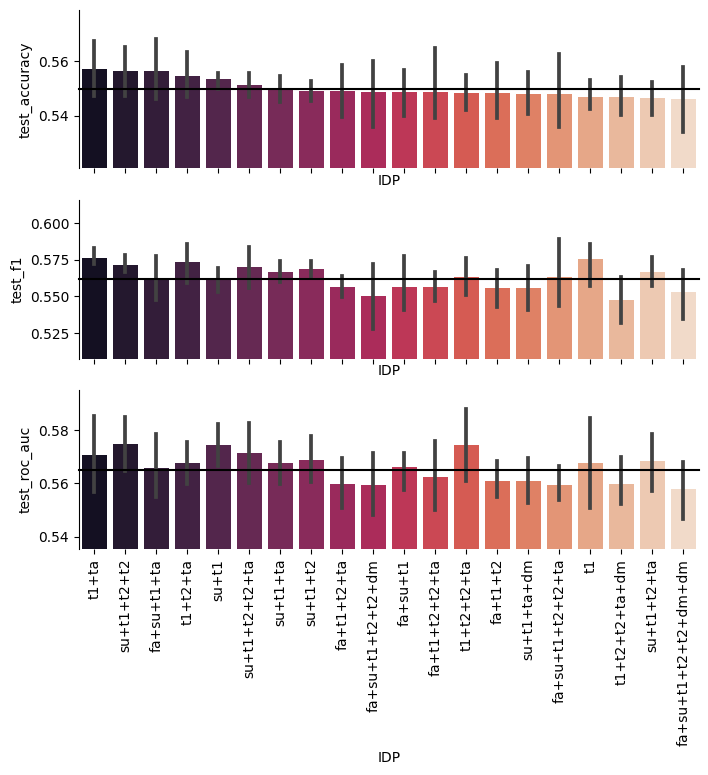 test_accuracy
0.56
0.54
IDP
test_f1
0.600
0.575
0.550
0.525
IDP
test_roc_auc
0.58
0.56
0.54
t1+ta
su+t1+t2+t2
fa+su+t1+ta
t1+t2+ta
su+t1
su+t1+t2+t2+ta
su+t1+ta
su+t1+t2
fa+t1+t2+ta
fa+su+t1+t2+t2+dm
fa+su+t1
fa+t1+t2+t2+ta
t1+t2+t2+ta
fa+t1+t2
su+t1+ta+dm
fa+su+t1+t2+t2+ta
t1
t1+t2+t2+ta+dm
su+t1+t2+ta
fa+su+t1+t2+t2+dm+dm
IDP